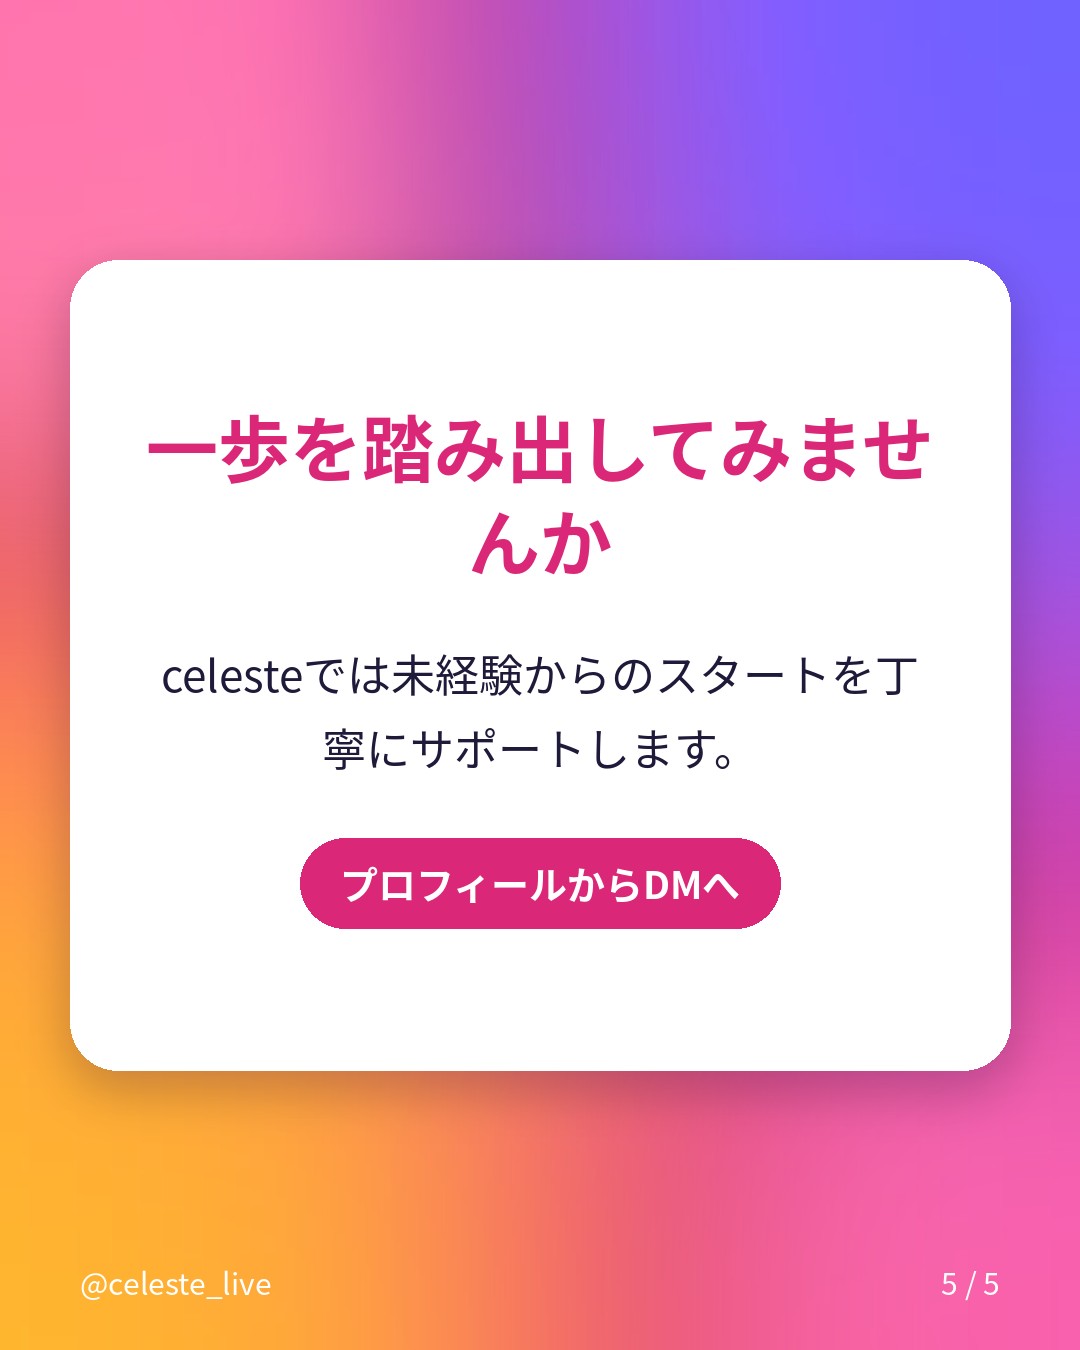 一歩を踏み出してみませ
んか
celesteでは未経験からのスタートを丁
寧にサポートします。
プロフィールからDMへ
@celeste_live
5 / 5